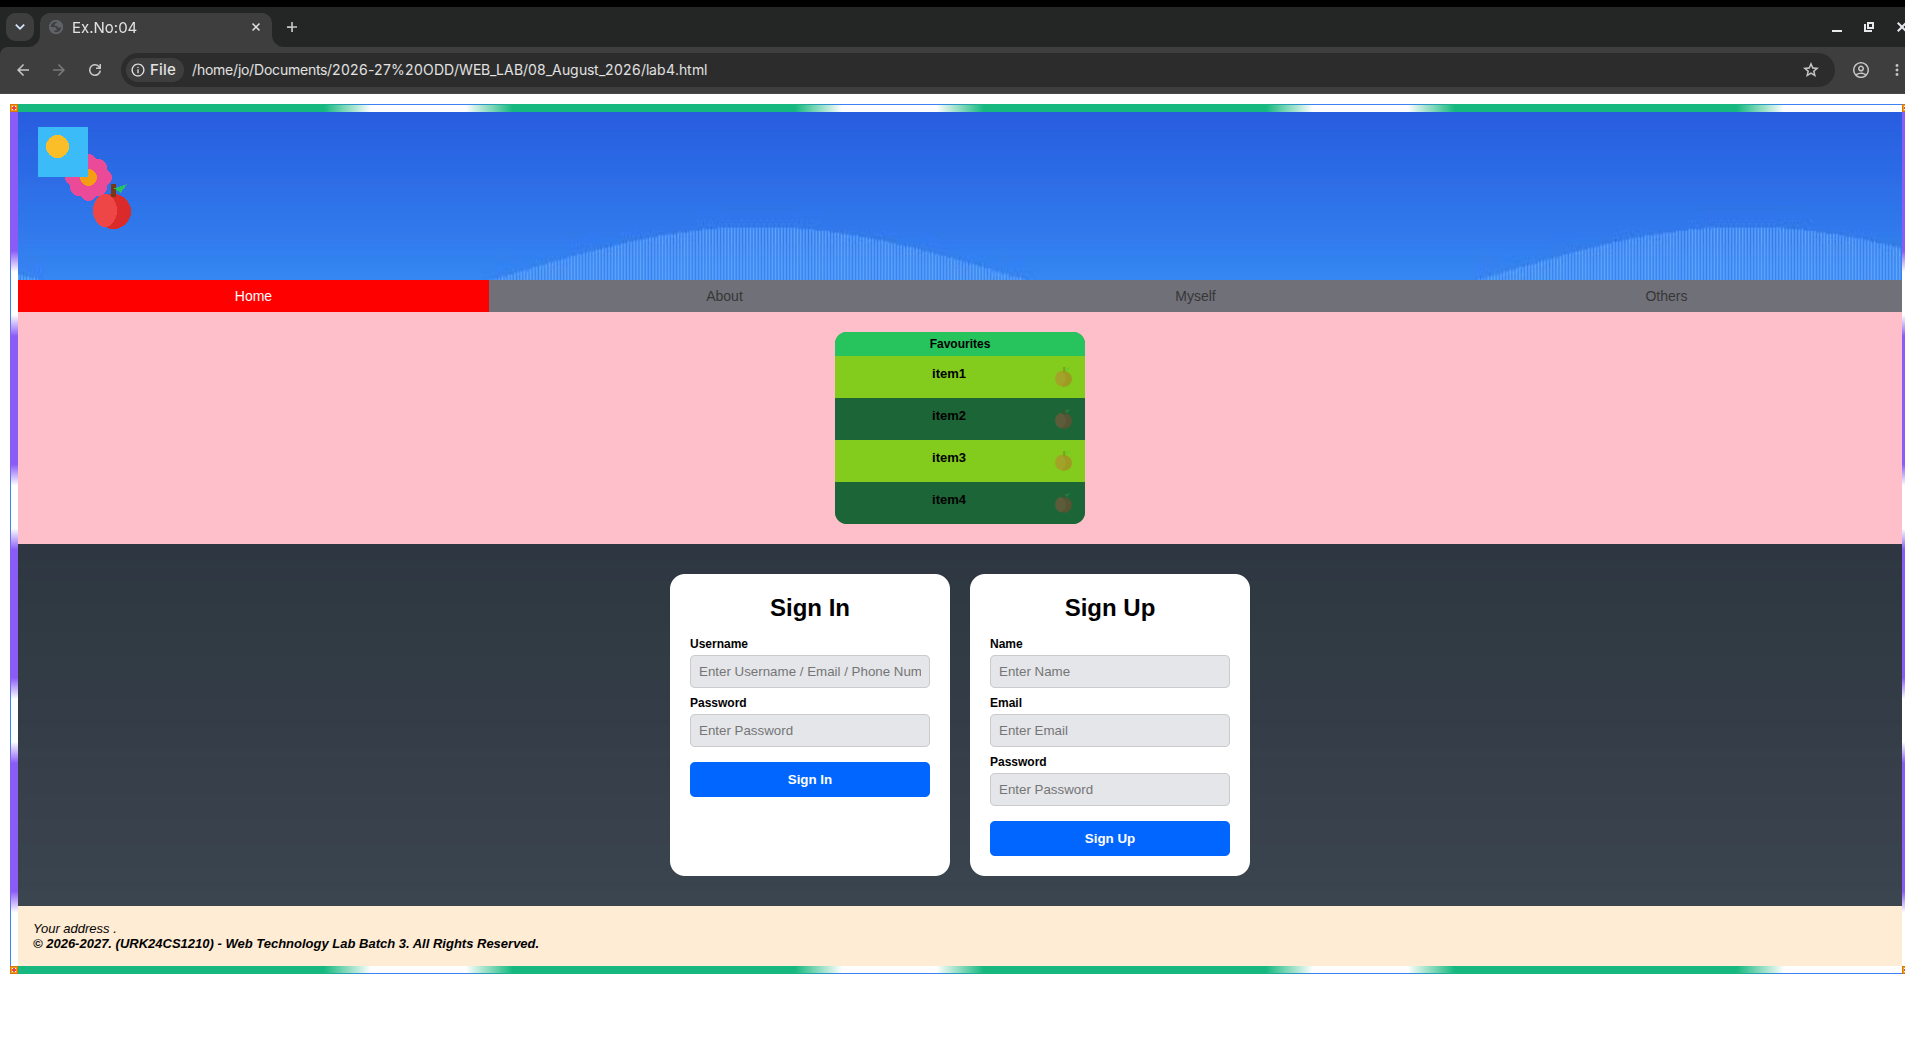 Ex.No:04
File /home/jo/Documents/2026-27%20ODD/WEB_LAB/08_August_2026/lab4.html
Home About Myself Others
Favourites
item1
item2
item3
item4
Sign In
Username
Enter Username / Email / Phone Num
Password
Enter Password
Sign In
Sign Up
Name
Enter Name
Email
Enter Email
Password
Enter Password
Sign Up
Your address .
© 2026-2027. (URK24CS1210) - Web Technology Lab Batch 3. All Rights Reserved.